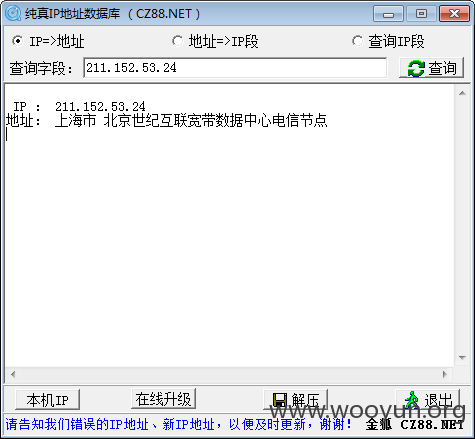 纯真IP地址数据库 （ CZ88.NET ）
IP=>地址 地址=>IP段 查询IP段
查询字段： 211.152.53.24 查询
IP ： 211.152.53.24
地址： 上海市 北京世纪互联宽带数据中心电信节点
本机IP 在线升级 解压 退出
www.wooyun.org
请告知我们错误的IP地址、新IP地址，以便及时更新，谢谢！ 金狐 CZ88.NET